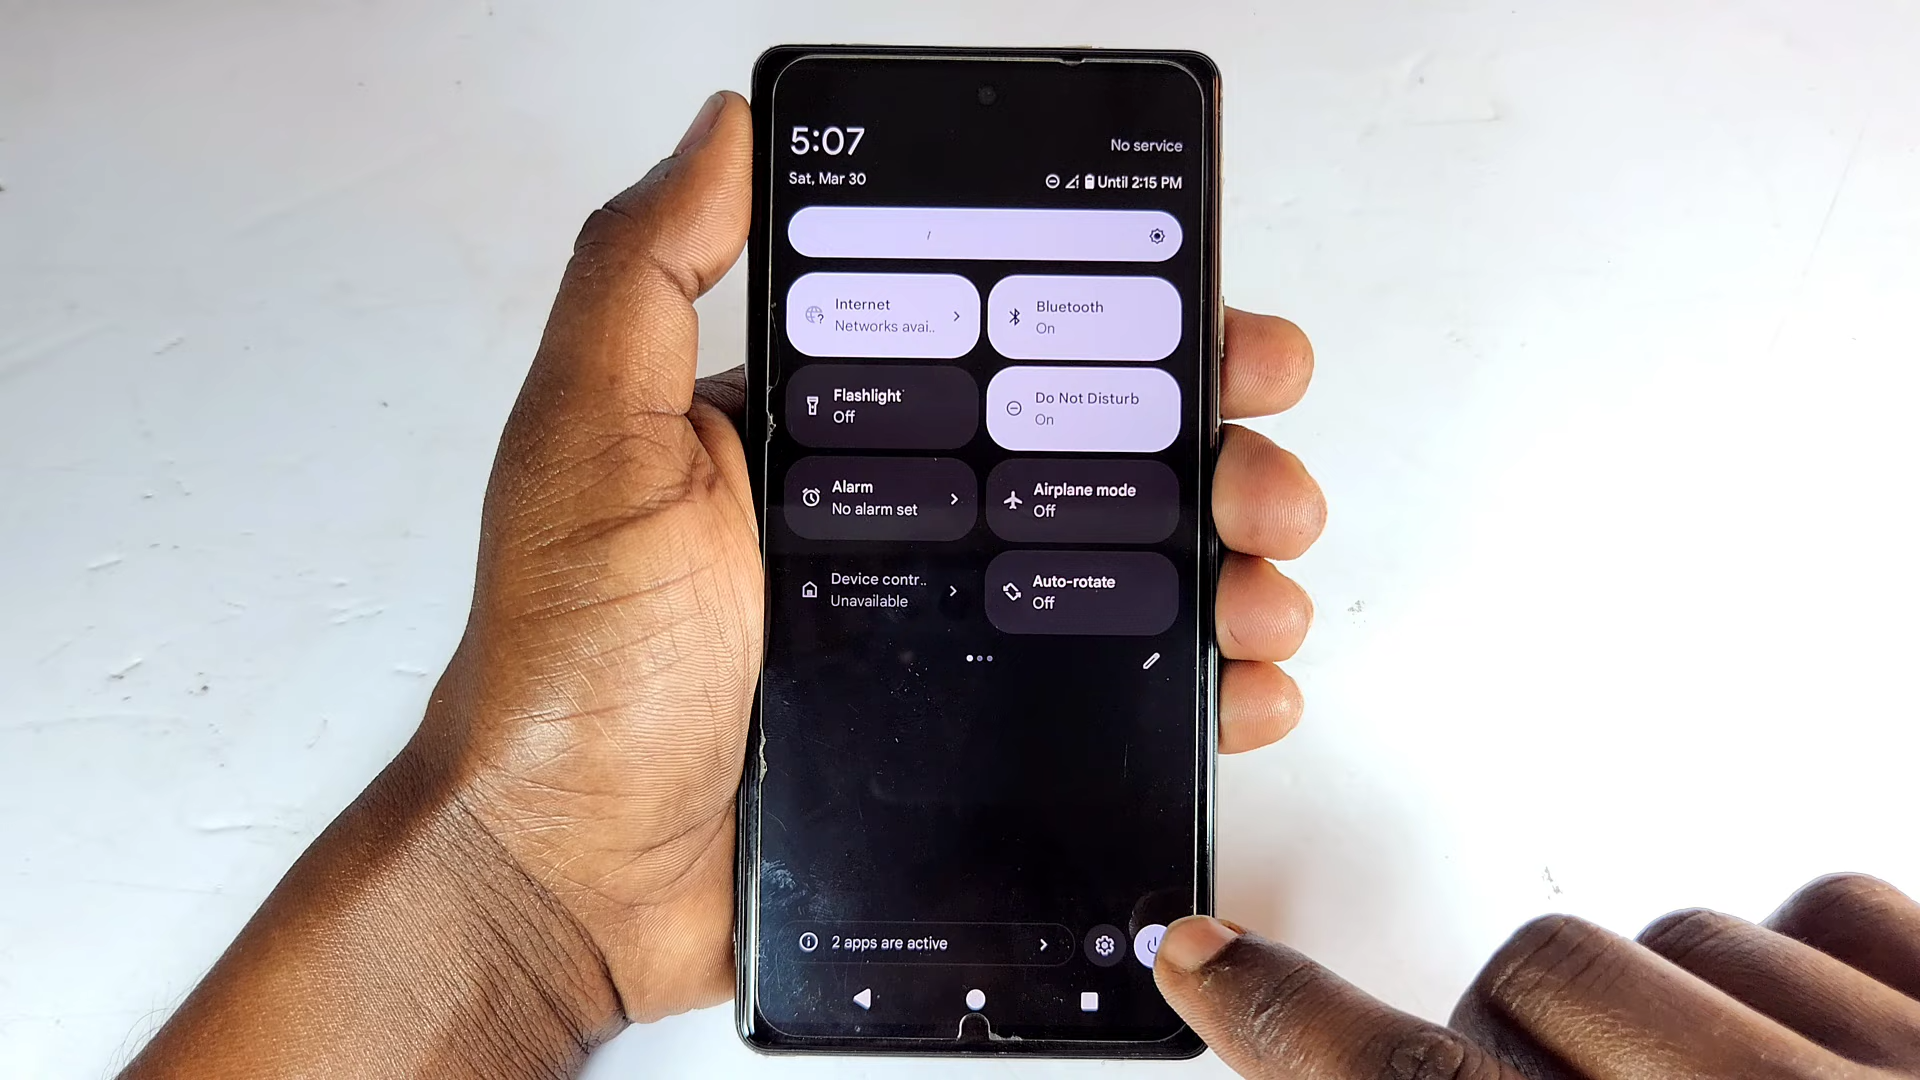 5:07
No service
Sat, Mar 30
Until 2:15 PM
Internet
Networks avai..
Bluetooth
On
Flashlight
Off
Do Not Disturb
On
Alarm
No alarm set
Airplane mode
Off
Device contr..
Unavailable
Auto-rotate
Off
2 apps are active